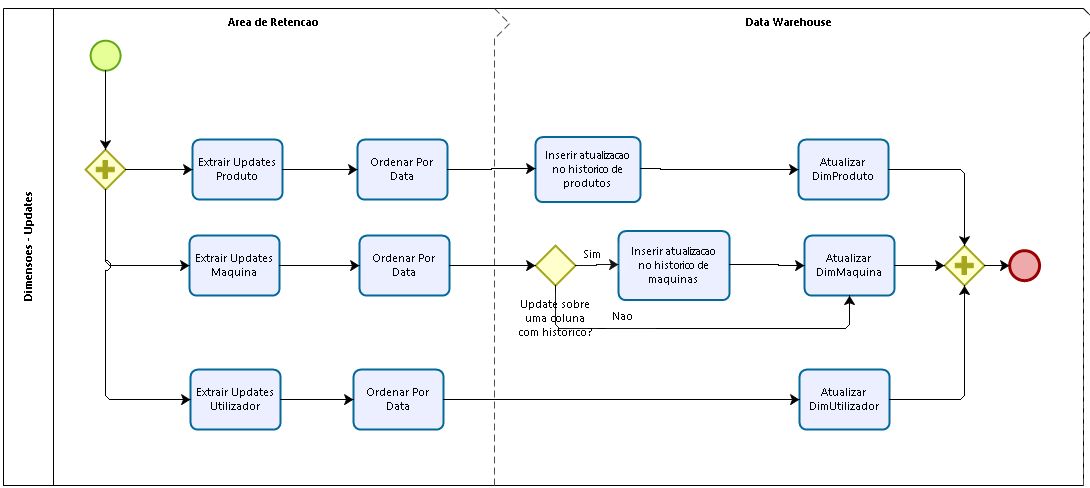 Area de Retencao
Data Warehouse
Dimensoes - Updates
Extrair Updates
Produto
Ordenar Por
Data
Inserir atualizacao
no historico de
produtos
Atualizar
DimProduto
Extrair Updates
Maquina
Ordenar Por
Data
Sim
Inserir atualizacao
no historico de
maquinas
Atualizar
DimMaquina
Update sobre
uma coluna
com historico?
Nao
Extrair Updates
Utilizador
Ordenar Por
Data
Atualizar
DimUtilizador